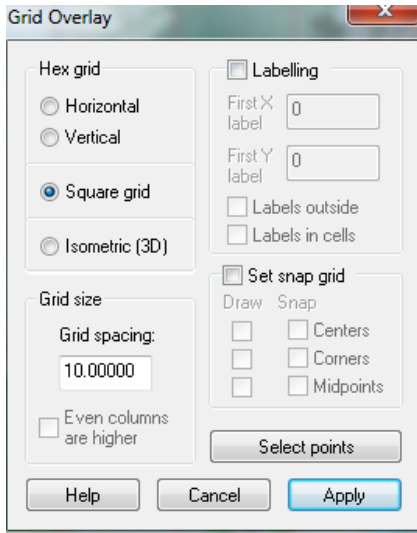 Grid Overlay
Hex grid
Horizontal
Vertical
Square grid
Isometric (3D)
Grid size
Grid spacing:
10.00000
Even columns
are higher
Labelling
First X
label
0
First Y
label
0
Labels outside
Labels in cells
Set snap grid
Draw Snap
Centers
Corners
Midpoints
Select points
Help Cancel Apply